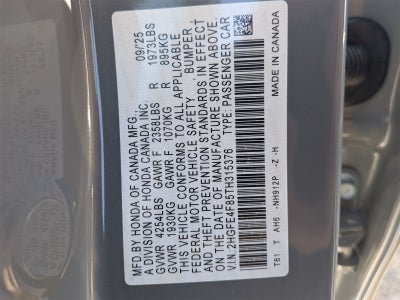 MFD. BY HONDA OF CANADA MFG. 09/25
A DIVISION OF HONDA CANADA INC.
GVWR 4254LBS GAWR F 2358LBS R 1973LBS
GVWR 1930KG GAWR F 1070KG R 895KG
THIS VEHICLE CONFORMS TO ALL APPLICABLE
FEDERAL MOTOR VEHICLE SAFETY, BUMPER,
AND THEFT PREVENTION STANDARDS IN EFFECT
ON THE DATE OF MANUFACTURE SHOWN ABOVE.
V.I.N: 2HGFE4F85TH315376 TYPE: PASSENGER CAR
T61 T AH6 -NH912P -Z -H MADE IN CANADA